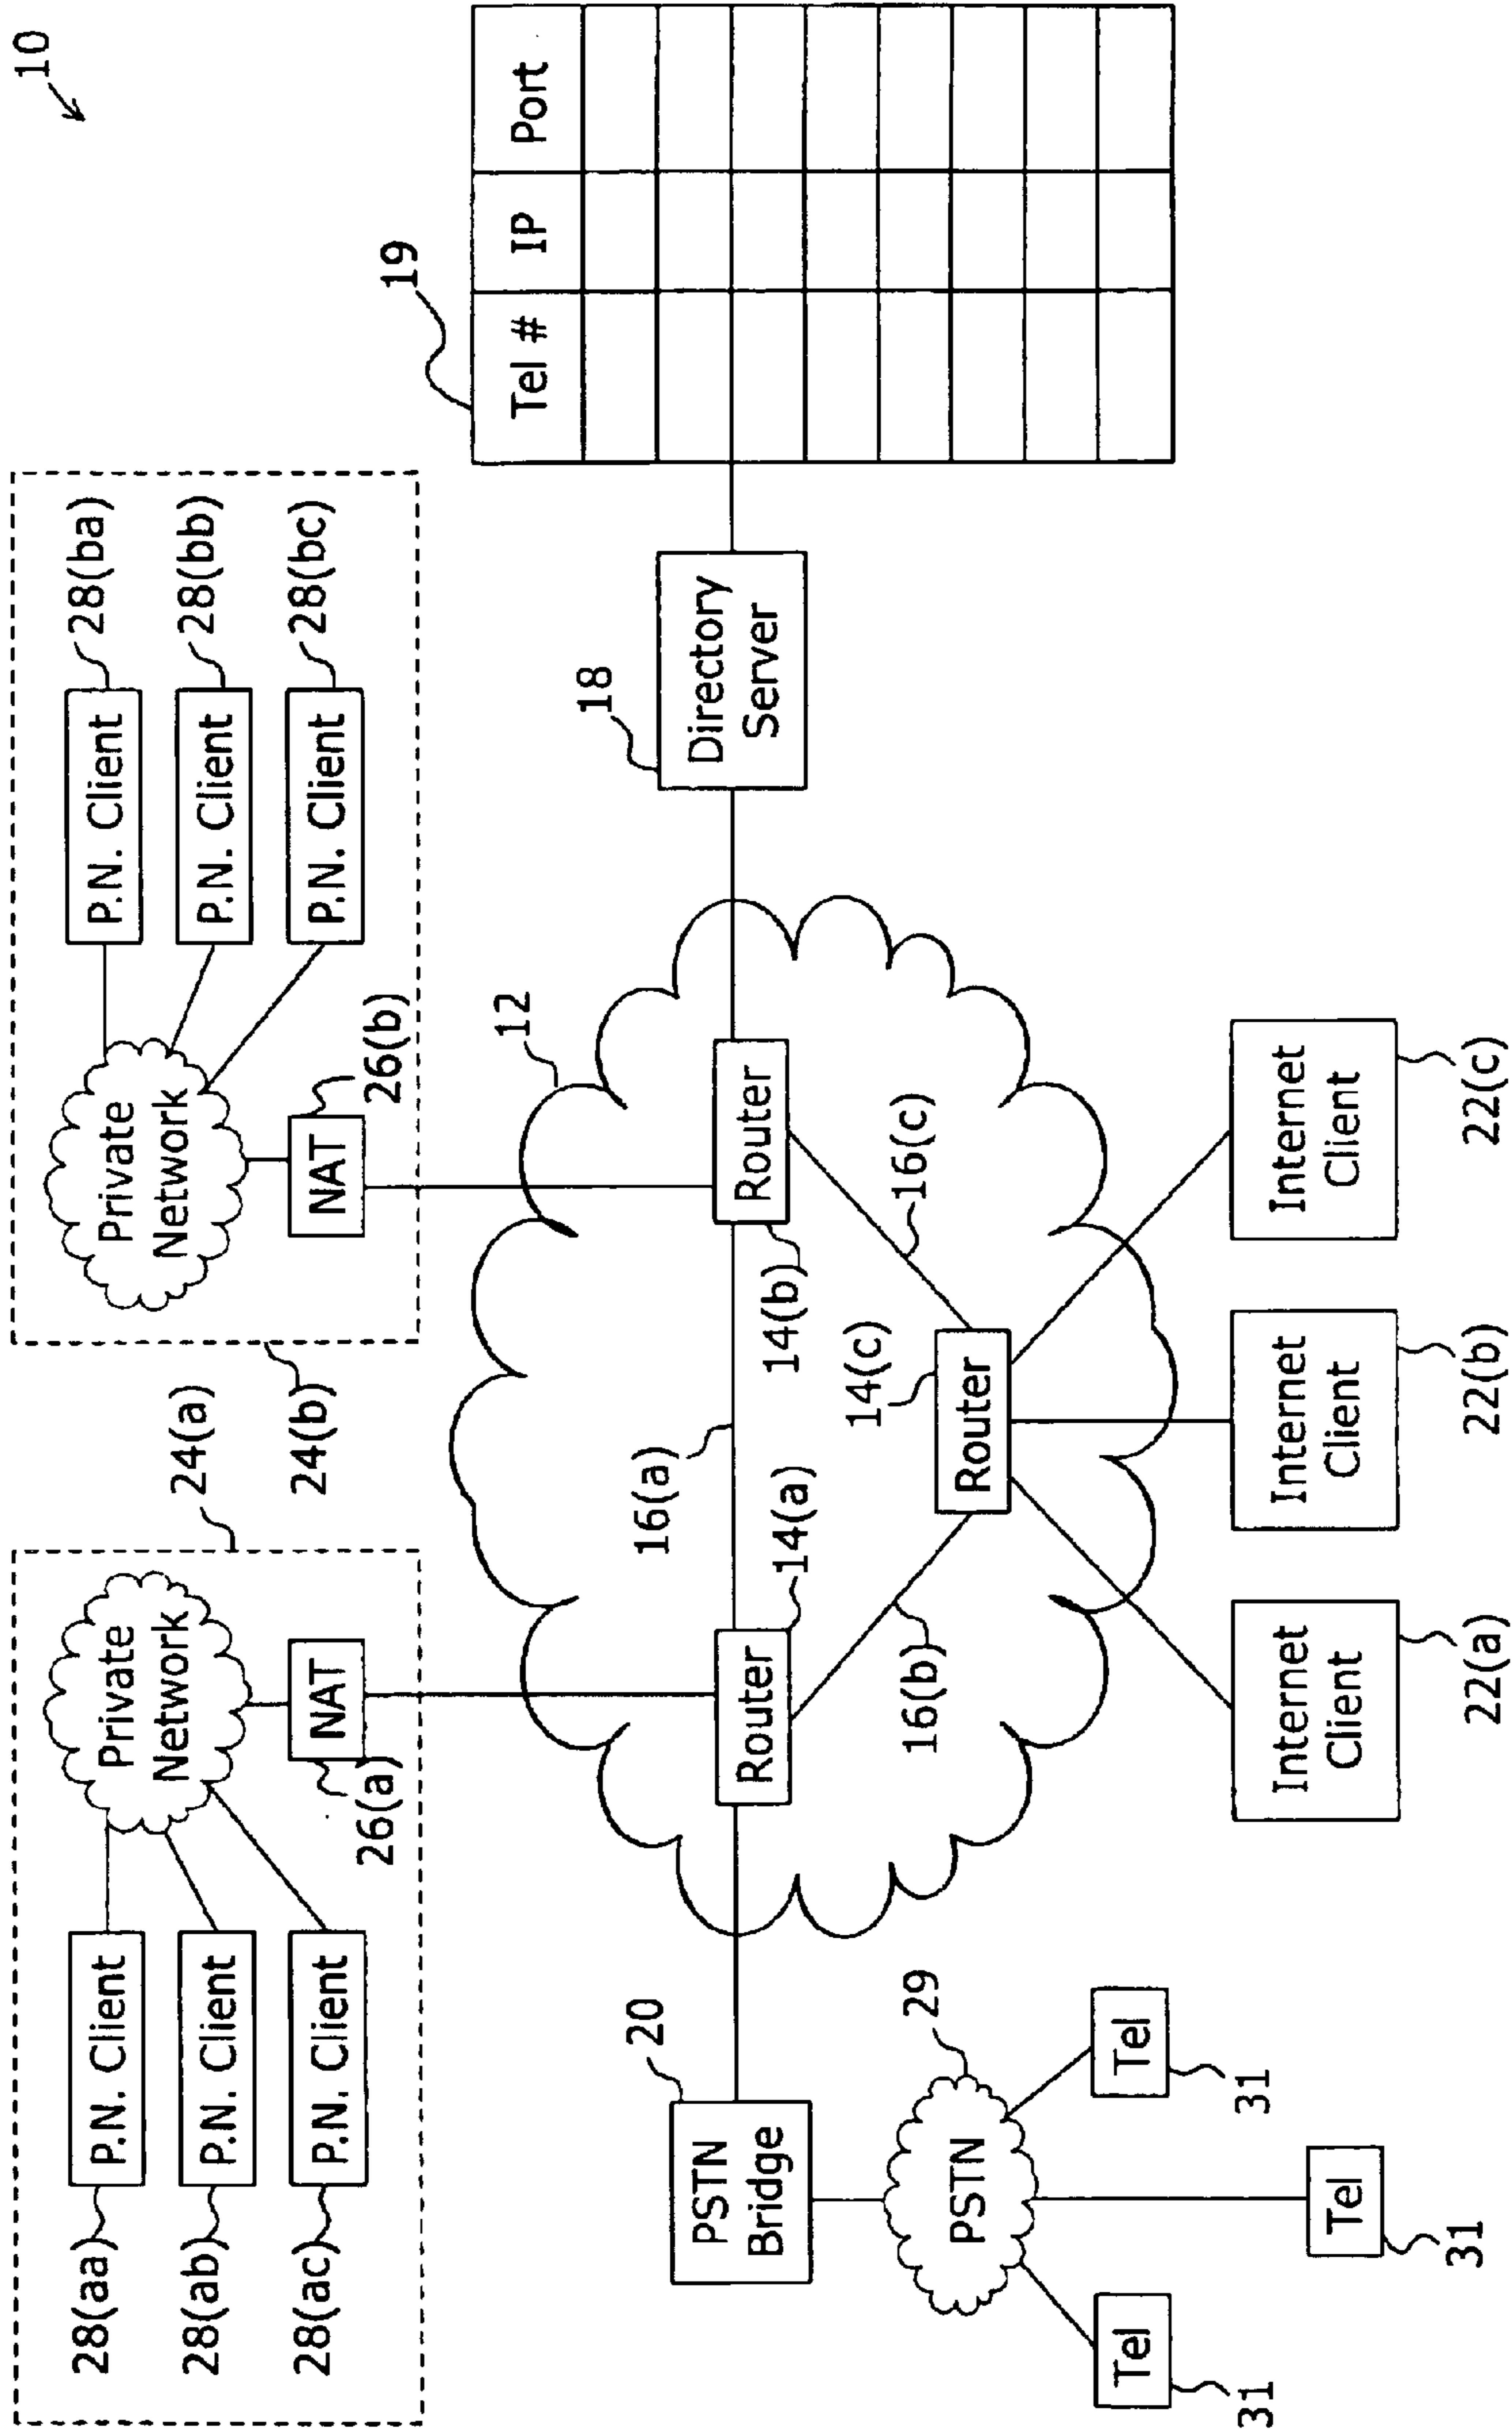 10
24(a)
24(b)
28(aa)
P.N. Client
28(ab)
P.N. Client
28(ac)
P.N. Client
Private
Network
NAT
26(a)
Private
Network
NAT
26(b)
P.N. Client
28(ba)
P.N. Client
28(bb)
P.N. Client
28(bc)
12
19
Tel #
IP
Port
20
PSTN
Bridge
Router
14(a)
16(a)
Router
14(b)
18
Directory
Server
16(b)
14(c)
Router
16(c)
29
PSTN
Tel
31
Tel
31
Tel
31
Internet
Client
22(a)
Internet
Client
22(b)
Internet
Client
22(c)